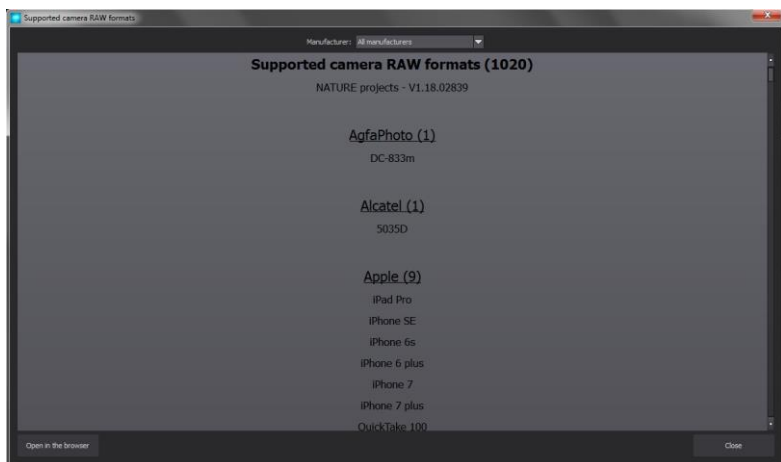 Supported camera RAW formats
Manufacturer: All manufacturers
Supported camera RAW formats (1020)
NATURE projects - V1.18.02839
AgfaPhoto (1)
DC-833m
Alcatel (1)
5035D
Apple (9)
iPad Pro
iPhone SE
iPhone 6s
iPhone 6 plus
iPhone 7
iPhone 7 plus
QuickTake 100
Open in the browser
Close